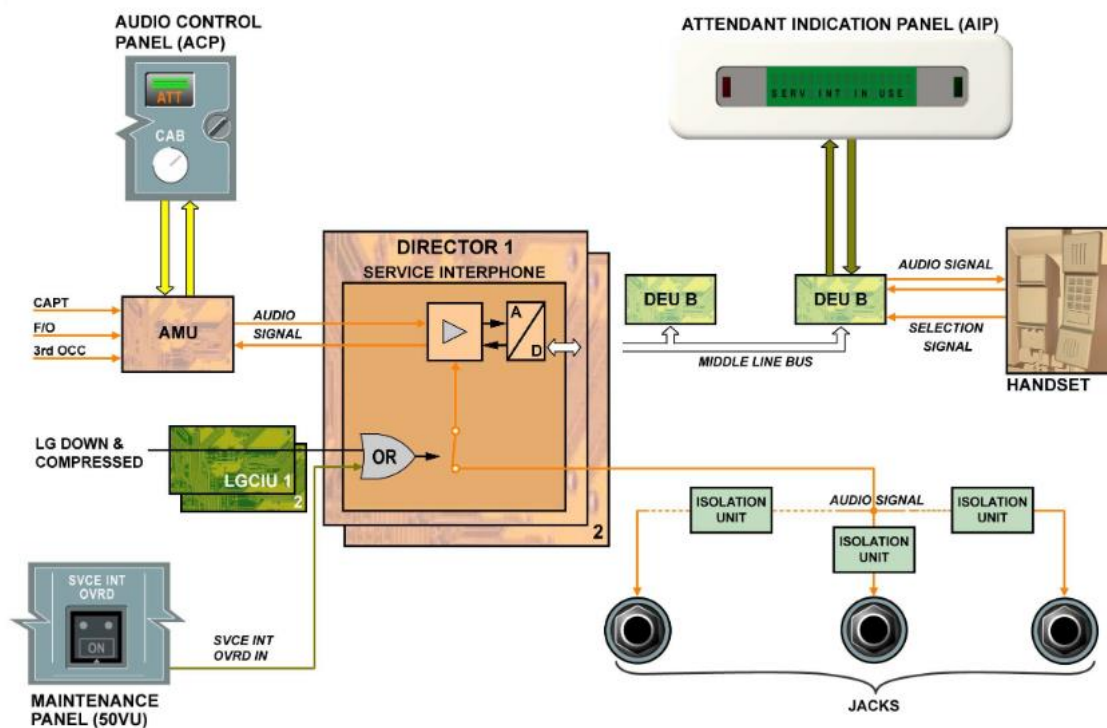 AUDIO CONTROL
PANEL (ACP)
ATT
CAB
ATTENDANT INDICATION PANEL (AIP)
SERV INT IN USE
DIRECTOR 1
SERVICE INTERPHONE
A
D
2
CAPT
F/O
3rd OCC
AMU
AUDIO
SIGNAL
DEU B
DEU B
MIDDLE LINE BUS
AUDIO SIGNAL
SELECTION
SIGNAL
HANDSET
LG DOWN &
COMPRESSED
LGCIU 1
2
OR
AUDIO SIGNAL
ISOLATION
UNIT
ISOLATION
UNIT
ISOLATION
UNIT
JACKS
SVCE INT
OVRD
ON
SVCE INT
OVRD IN
MAINTENANCE
PANEL (50VU)